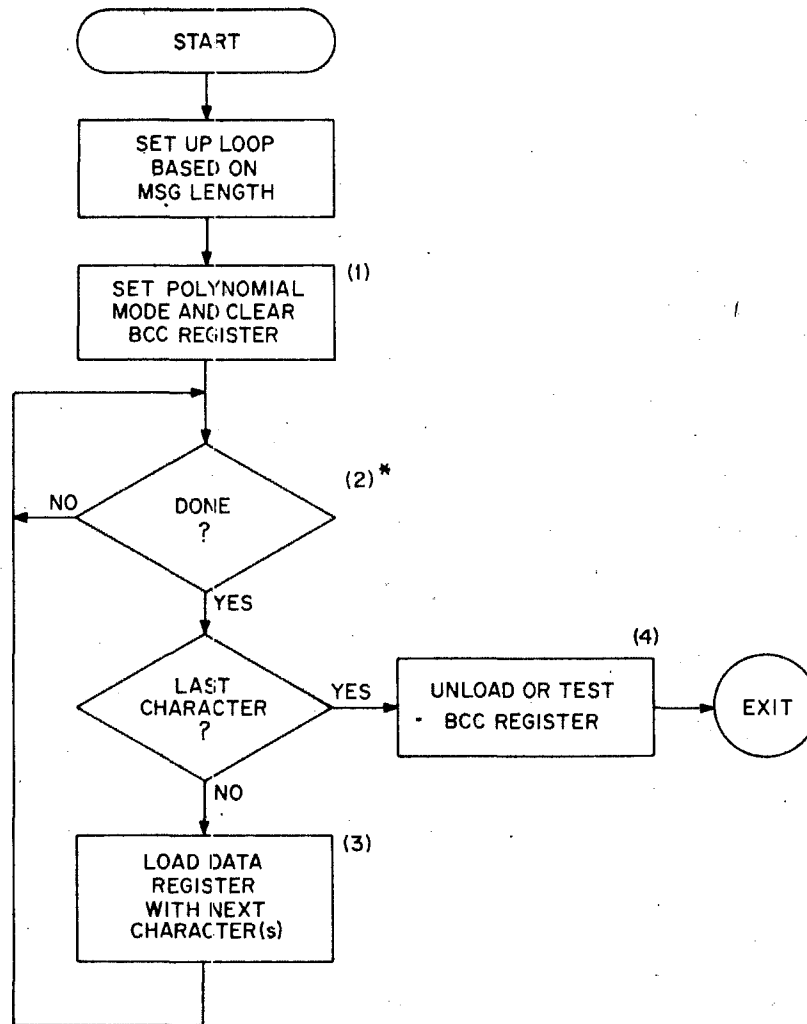 START
SET UP LOOP
BASED ON
MSG LENGTH
(1)
SET POLYNOMIAL
MODE AND CLEAR
BCC REGISTER
(2)*
NO
DONE
?
YES
(4)
LAST
CHARACTER
?
YES
UNLOAD OR TEST
BCC REGISTER
EXIT
NO
(3)
LOAD DATA
REGISTER
WITH NEXT
CHARACTER(s)